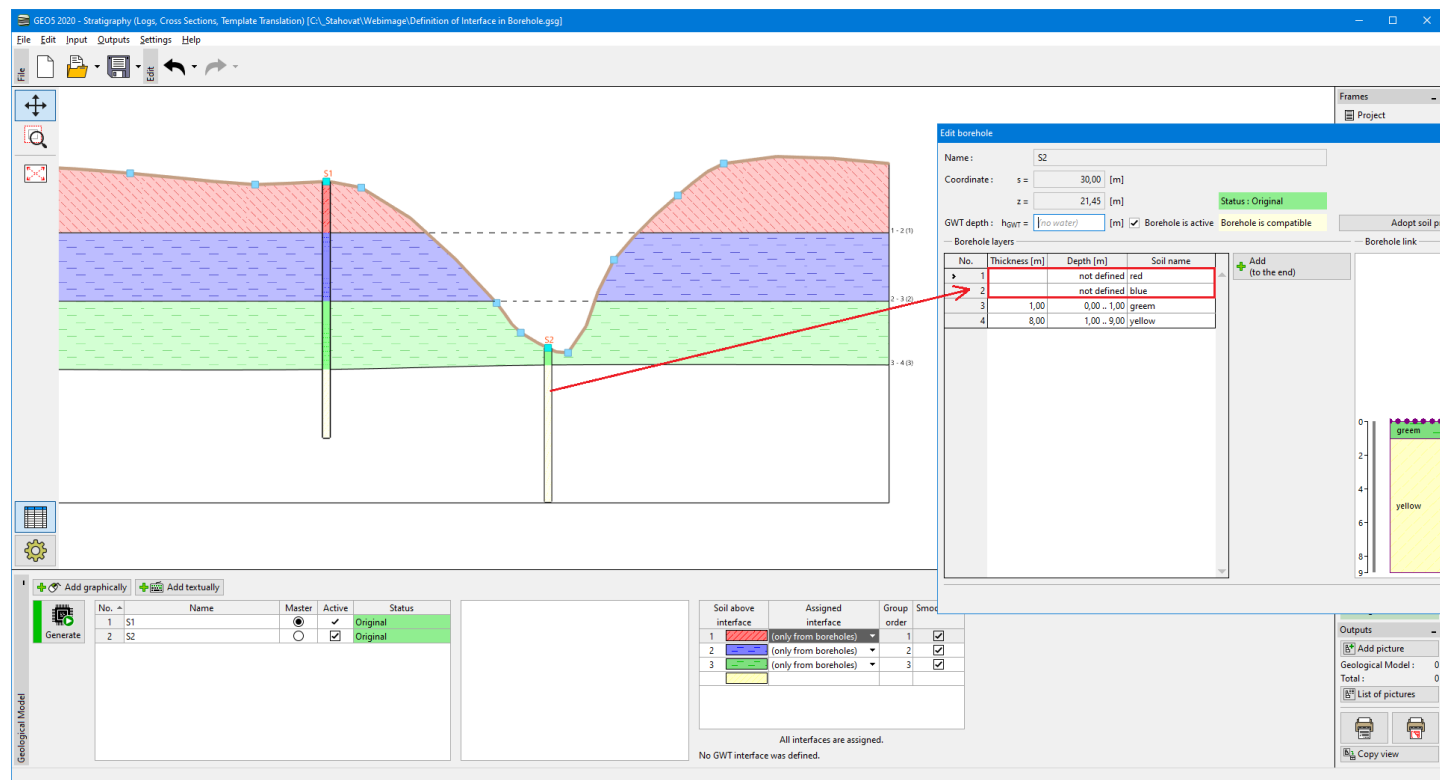 GEO5 2020 - Stratigraphy (Logs, Cross Sections, Template Translation) [C:\_Stahovat\Webimage\Definition of Interface in Borehole.gsg]
File Edit Input Outputs Settings Help
File
Edit
Frames
Project
S1
S2
1 - 2 (1)
2 - 3 (2)
3 - 4 (3)
Edit borehole
Name : S2
Coordinate : s = 30,00 [m]
z = 21,45 [m] Status : Original
GWT depth : hGWT = (no water) [m] Borehole is active Borehole is compatible Adopt soil p
Borehole layers Borehole link
No. Thickness [m] Depth [m] Soil name
1 not defined red
2 not defined blue
3 1,00 0,00 .. 1,00 greem
4 8,00 1,00 .. 9,00 yellow
Add
(to the end)
0
greem
2
4
yellow
6
8
9
Add graphically Add textually
Generate
No. Name Master Active Status
1 S1 Original
2 S2 Original
Soil above interface Assigned interface Group order Smoo
1 (only from boreholes) 1
2 (only from boreholes) 2
3 (only from boreholes) 3
All interfaces are assigned.
No GWT interface was defined.
Geological Model
Outputs
Add picture
Geological Model : 0
Total : 0
List of pictures
Copy view